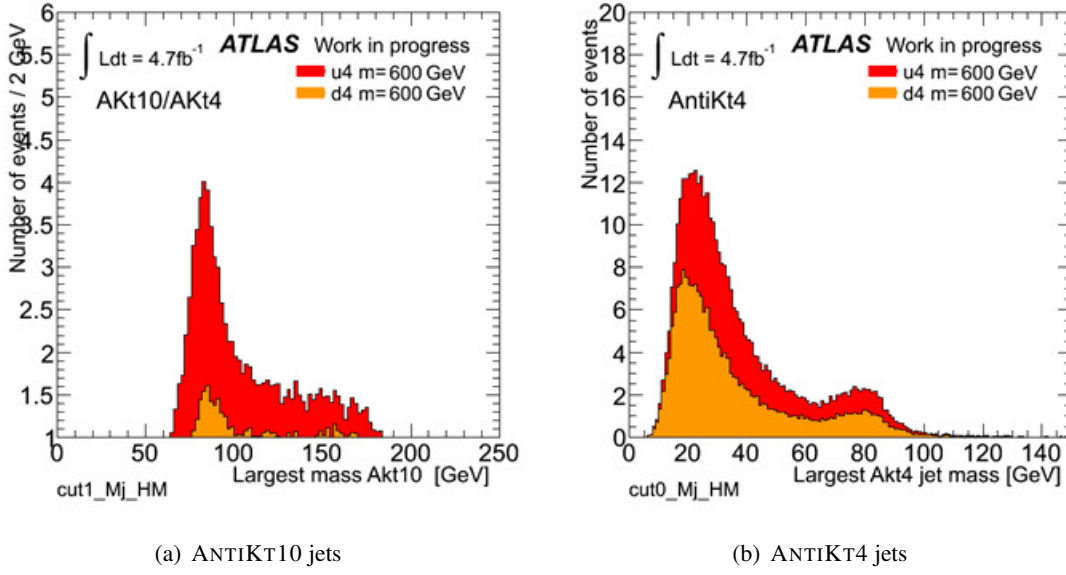 ∫ Ldt = 4.7fb⁻¹ ATLAS Work in progress
u4 m= 600 GeV
d4 m= 600 GeV
AKt10/AKt4
Number of events / 2 GeV
6
5.5
5
4.5
4
3.5
3
2.5
2
1.5
1
0 50 100 150 200 250
Largest mass Akt10 [GeV]
cut1_Mj_HM
(a) ANTIKT10 jets
∫ Ldt = 4.7fb⁻¹ ATLAS Work in progress
u4 m= 600 GeV
d4 m= 600 GeV
AntiKt4
Number of events
20
18
16
14
12
10
8
6
4
2
0
0 20 40 60 80 100 120 140
Largest Akt4 jet mass [GeV]
cut0_Mj_HM
(b) ANTIKT4 jets